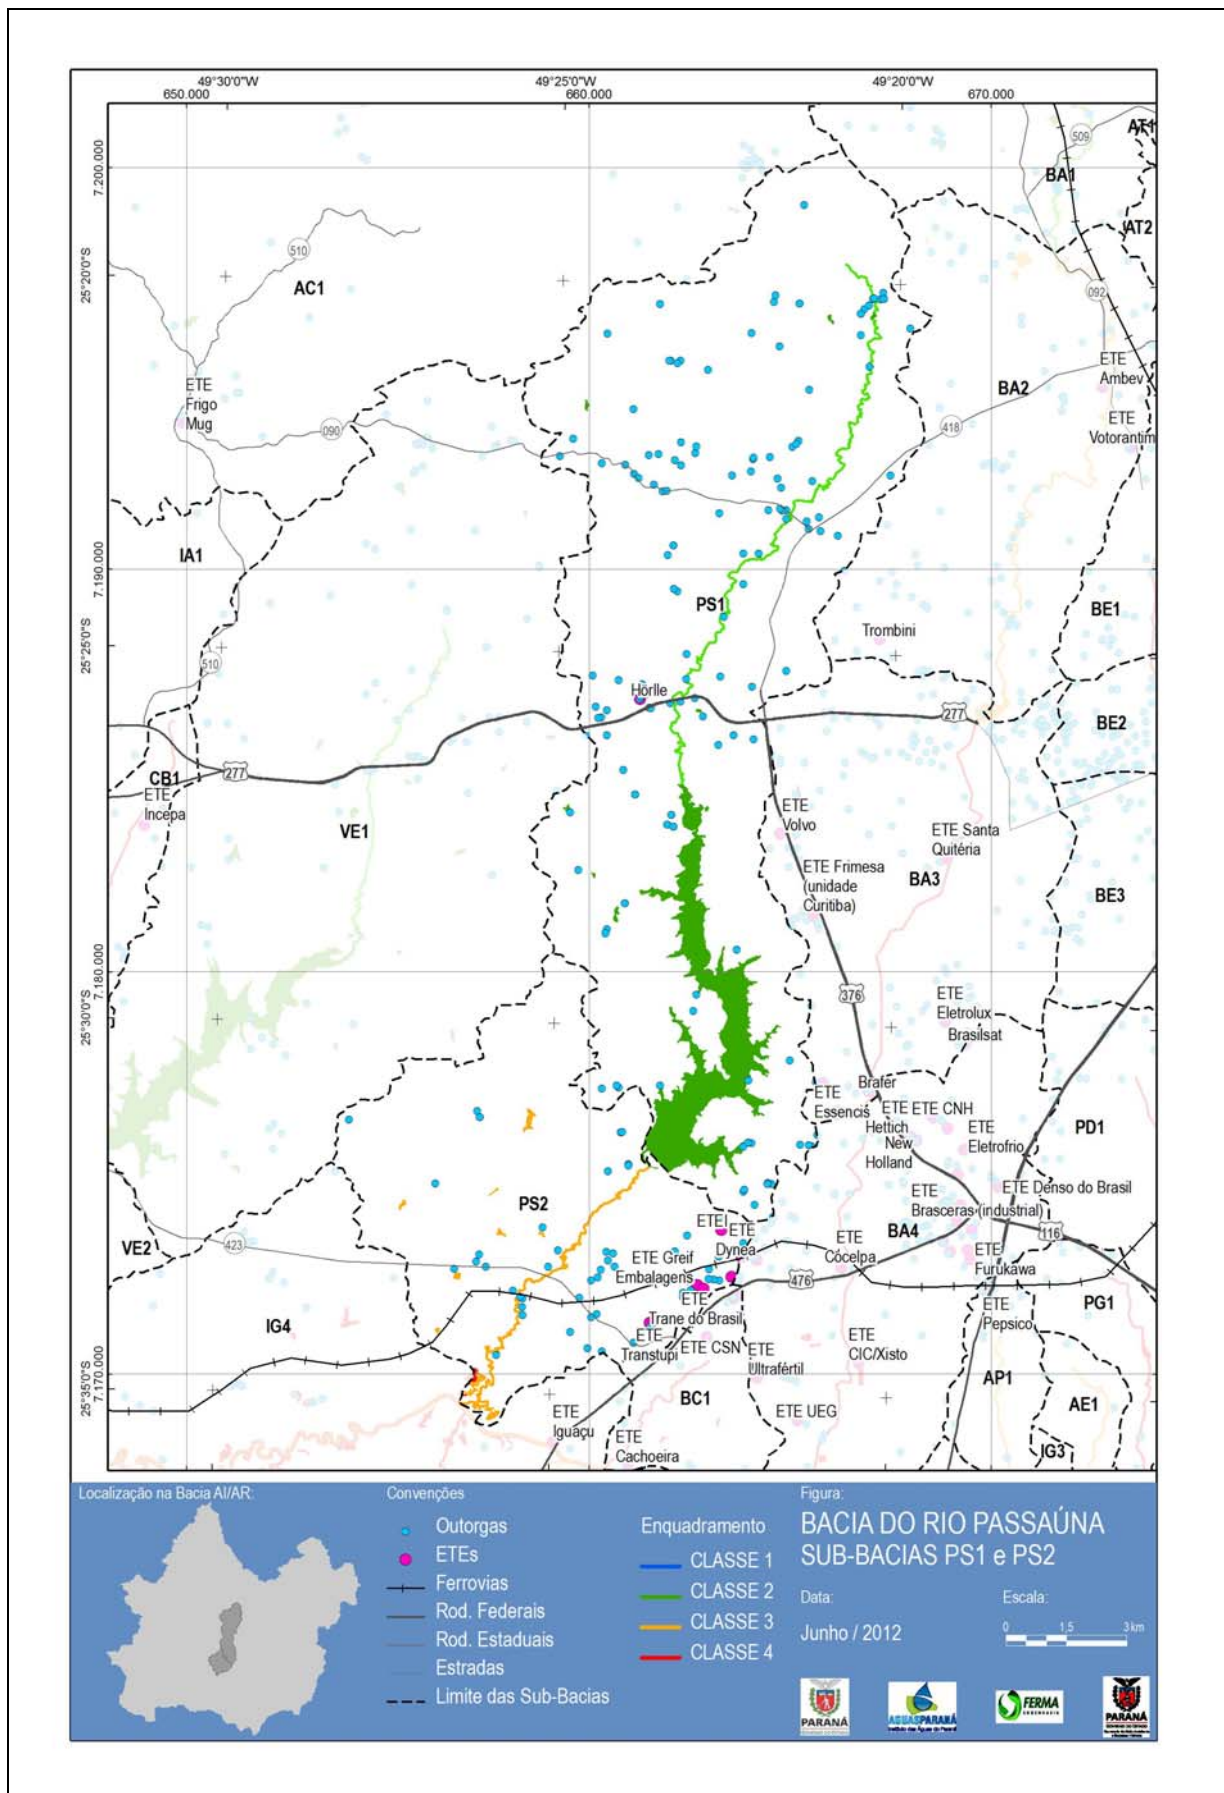 49°30'0"W
49°25'0"W
49°20'0"W
650.000
660.000
670.000
7.200.000
25°20'0"S
7.190.000
25°25'0"S
7.180.000
25°30'0"S
7.170.000
25°35'0"S
509
AT1
BA1
AT2
510
AC1
092
ETE
Ambev
ETE
Frigo
Mug
BA2
ETE
Votorantim
090
418
IA1
PS1
BE1
Trombini
510
Hörlle
277
BE2
277
CB1
ETE
Incepa
VE1
ETE
Volvo
ETE Santa
Quitéria
ETE Frimesa
(unidade
Curitiba)
BA3
BE3
376
ETE
Eletrolux
Brasilsat
Brafer
ETE
Essencis
ETE
Hettich
ETE CNH
New
Holland
ETE
Eletrofrio
PD1
ETE Denso do Brasil
ETE
Brasceras (industrial)
PS2
VE2
423
ETEI
ETE
Dynea
ETE Greif
Embalagens
ETE
Cocelpa
BA4
116
ETE
Furukawa
476
ETE
Trane do Brasil
ETE
Pepsico
PG1
IG4
ETE
Transtupi
ETE CSN
ETE
Ultrafértil
ETE
CIC/Xisto
AP1
AE1
BC1
ETE
Iguaçu
ETE
Cachoeira
ETE UEG
IG3
Localização na Bacia AI/AR:
Convenções
Outorgas
ETEs
Ferrovias
Rod. Federais
Rod. Estaduais
Estradas
Limite das Sub-Bacias
Enquadramento
CLASSE 1
CLASSE 2
CLASSE 3
CLASSE 4
Figura:
BACIA DO RIO PASSAÚNA
SUB-BACIAS PS1 e PS2
Data:
Junho / 2012
Escala:
0 1,5 3 km
PARANÁ
AGUASPARANÁ
Instituto das Águas do Paraná
FERMA
ENGENHARIA
PARANÁ